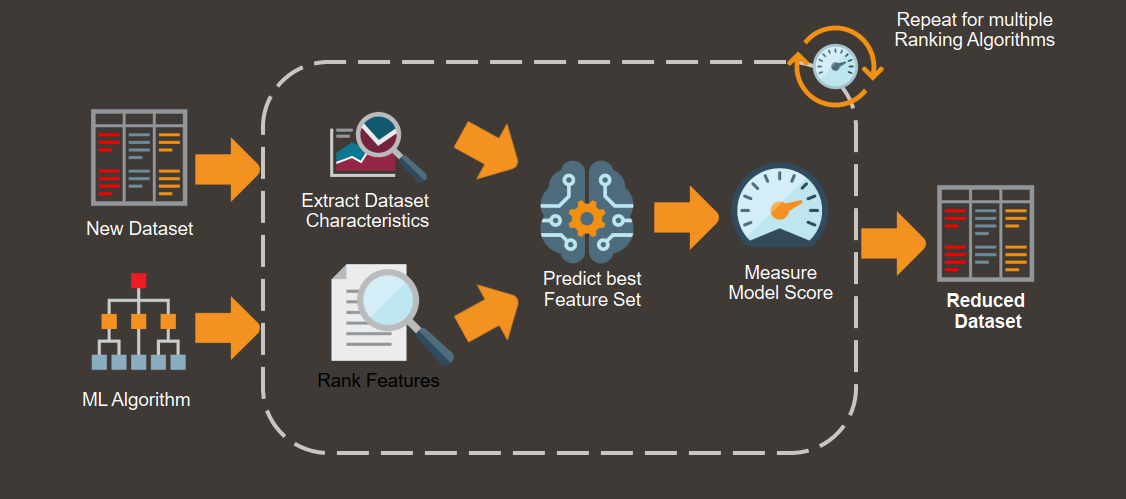 Repeat for multiple
Ranking Algorithms
New Dataset
Extract Dataset
Characteristics
Predict best
Feature Set
Measure
Model Score
Reduced
Dataset
Rank Features
ML Algorithm